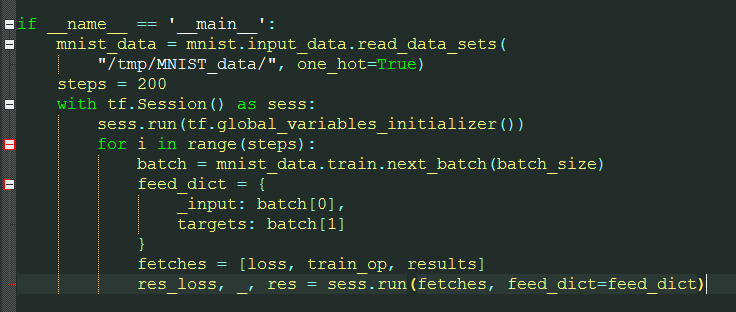 if __name__ == '__main__':
    mnist_data = mnist.input_data.read_data_sets(
        "/tmp/MNIST_data/", one_hot=True)
    steps = 200
    with tf.Session() as sess:
        sess.run(tf.global_variables_initializer())
        for i in range(steps):
            batch = mnist_data.train.next_batch(batch_size)
            feed_dict = {
                _input: batch[0],
                targets: batch[1]
            }
            fetches = [loss, train_op, results]
            res_loss, _, res = sess.run(fetches, feed_dict=feed_dict)